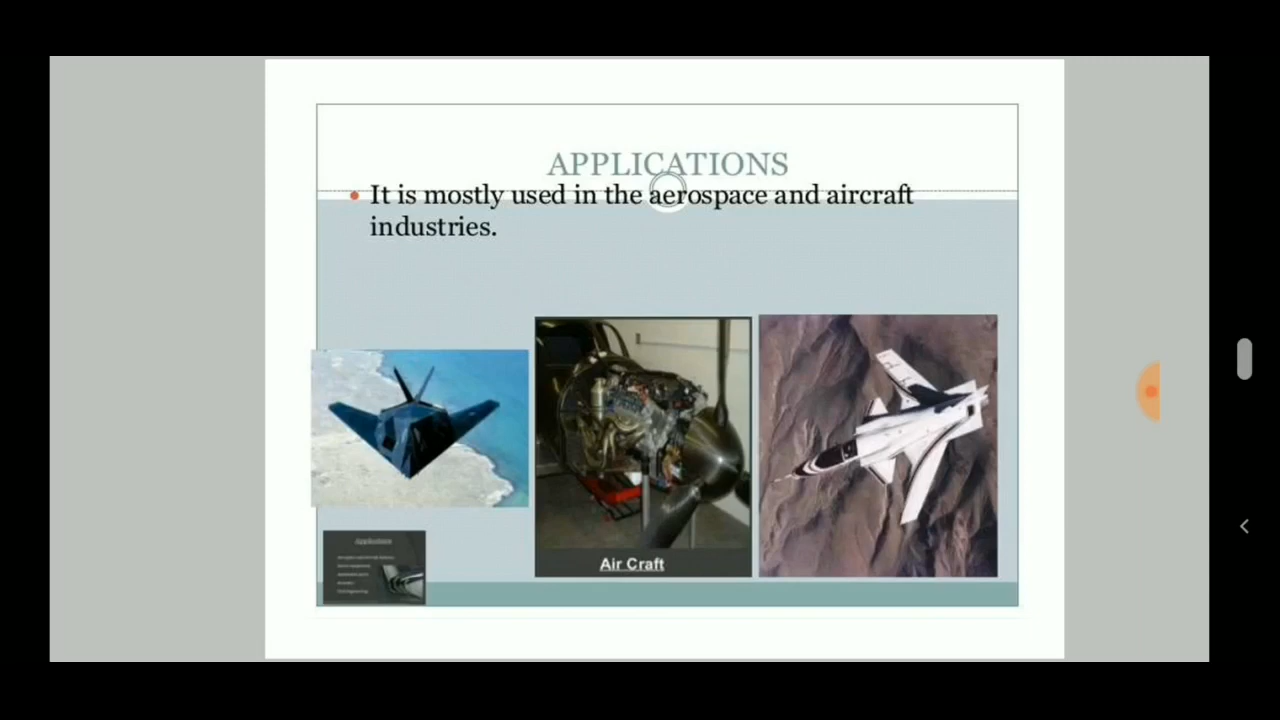 APPLICATIONS
It is mostly used in the aerospace and aircraft
industries.
Air Craft
Applications